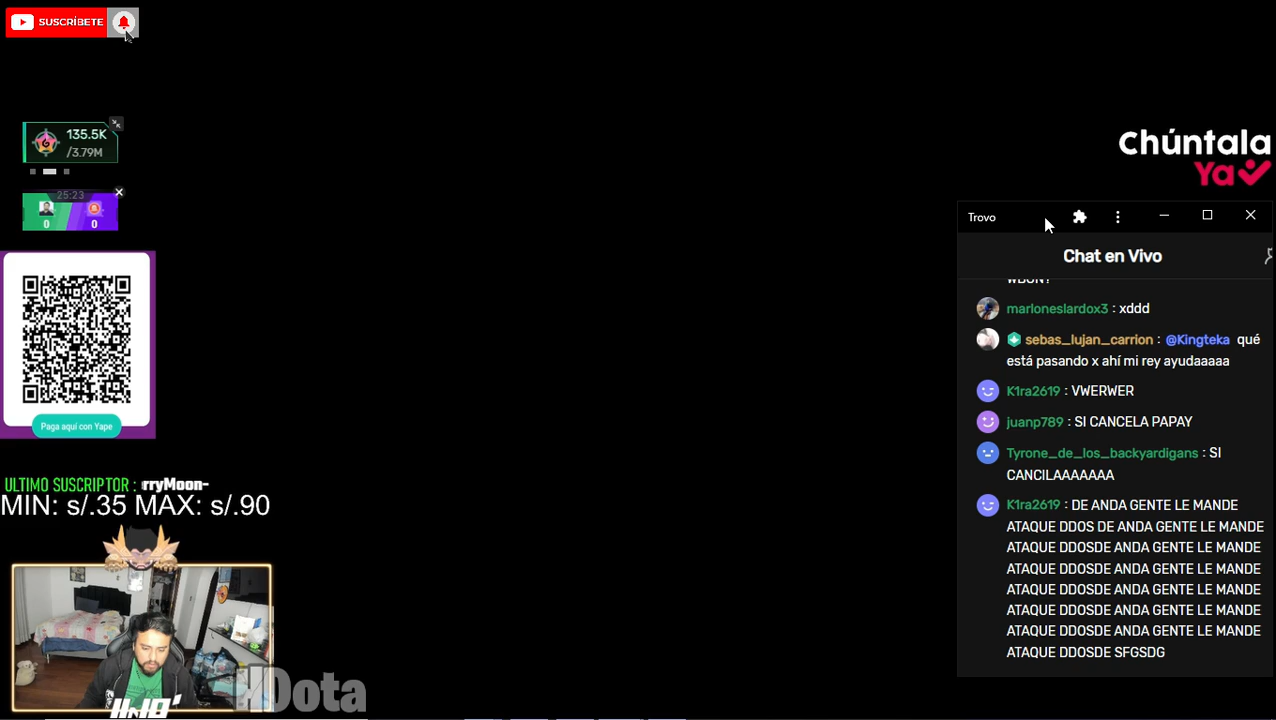 SUSCRÍBETE
135.5K
/3.79M
25:23
0 0
Paga aquí con Yape
ULTIMO SUSCRIPTOR : rryMoon-
MIN: s/.35 MAX: s/.90
Dota
Chúntala
Ya
Trovo
Chat en Vivo
marloneslardox3 : xddd
sebas_lujan_carrion : @Kingteka qué
está pasando x ahí mi rey ayudaaaaa
K1ra2619 : VWERWER
juanp789 : SI CANCELA PAPAY
Tyrone_de_los_backyardigans : SI
CANCILAAAAAAA
K1ra2619 : DE ANDA GENTE LE MANDE
ATAQUE DDOS DE ANDA GENTE LE MANDE
ATAQUE DDOSDE ANDA GENTE LE MANDE
ATAQUE DDOSDE ANDA GENTE LE MANDE
ATAQUE DDOSDE ANDA GENTE LE MANDE
ATAQUE DDOSDE ANDA GENTE LE MANDE
ATAQUE DDOSDE ANDA GENTE LE MANDE
ATAQUE DDOSDE SFGSDG